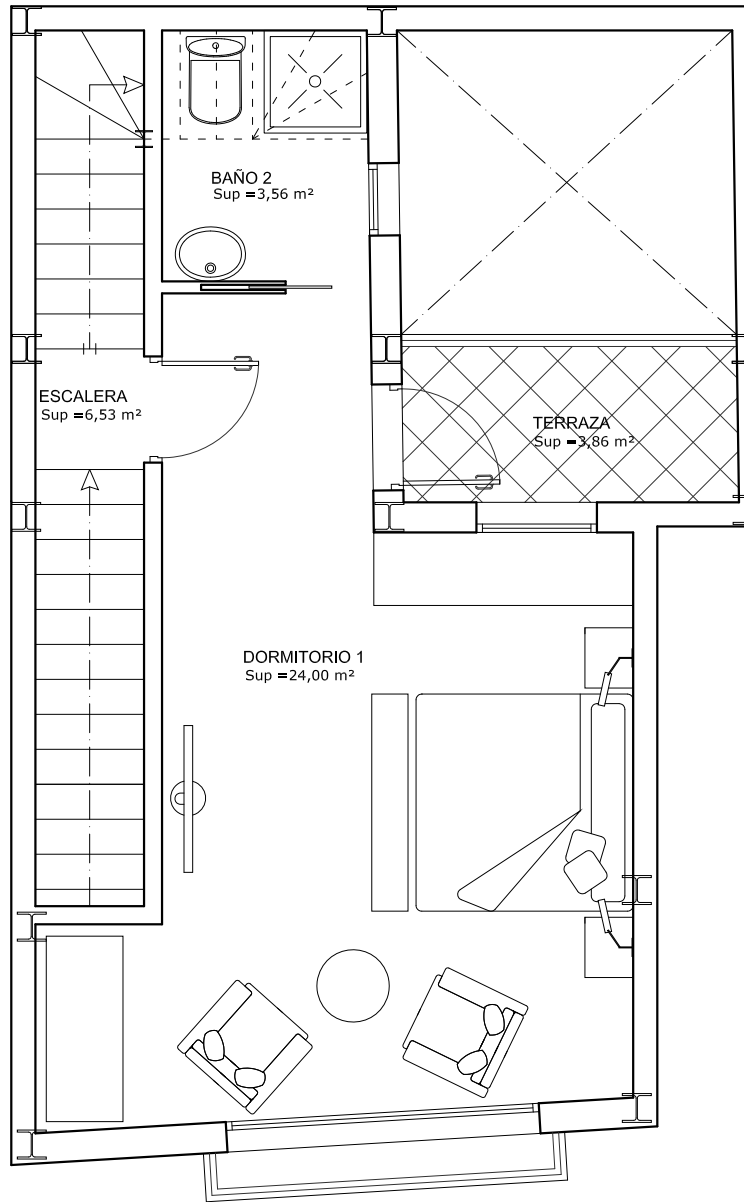 BAÑO 2
Sup =3,56 m²
ESCALERA
Sup =6,53 m²
TERRAZA
Sup =3,86 m²
DORMITORIO 1
Sup =24,00 m²